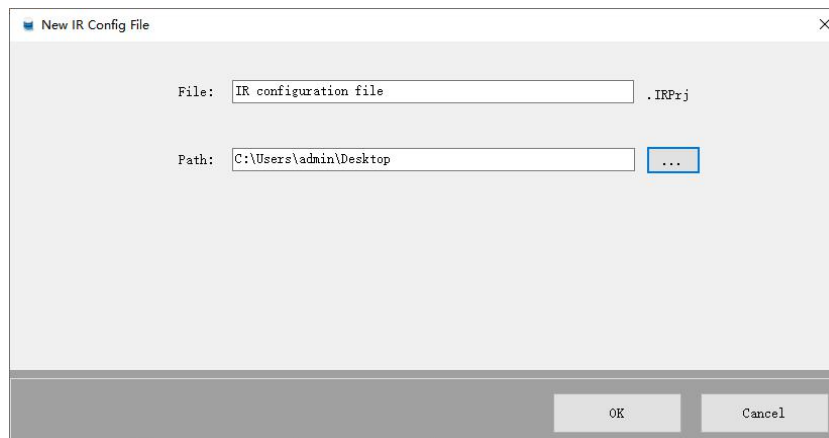 New IR Config File
File: IR configuration file .IRPrj
Path: C:\Users\admin\Desktop ...
OK Cancel